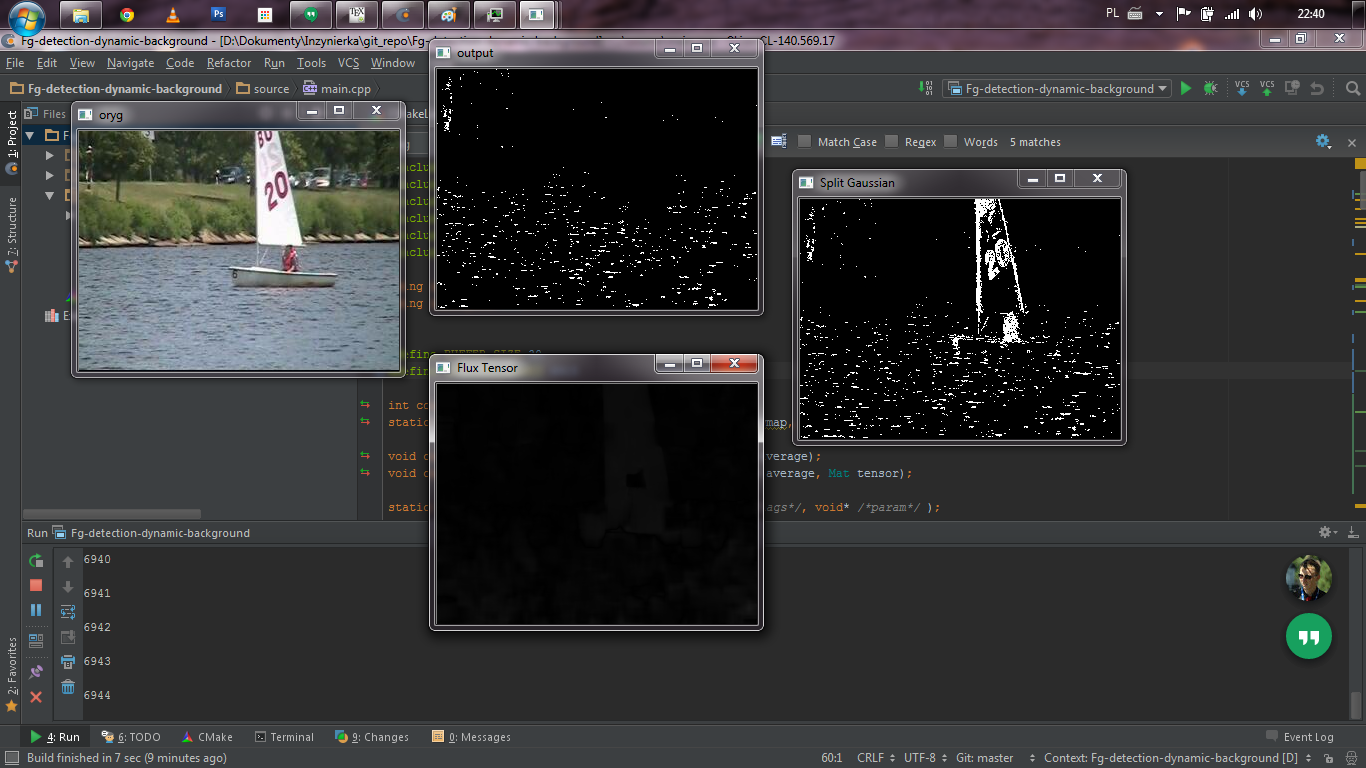 PL
22:40
Fg-detection-dynamic-background - [D:\Dokumenty\Inzynierka\git_repo\Fg-
CL-140.569.17
File Edit View Navigate Code Refactor Run Tools VCS Window
Fg-detection-dynamic-background source main.cpp
Fg-detection-dynamic-background
VCS VCS
1: Project
7: Structure
2: Favorites
Files
oryg
BU
20
output
Match Case Regex Words 5 matches
Split Gaussian
Flux Tensor
int
static
map,
void
verage);
void
average, Mat tensor);
static
ags*/, void* /*param*/ );
Run Fg-detection-dynamic-background
6940
6941
6942
6943
6944
4: Run 6: TODO CMake Terminal 9: Changes 0: Messages Event Log
Build finished in 7 sec (9 minutes ago)
60:1 CRLF UTF-8 Git: master Context: Fg-detection-dynamic-background [D]